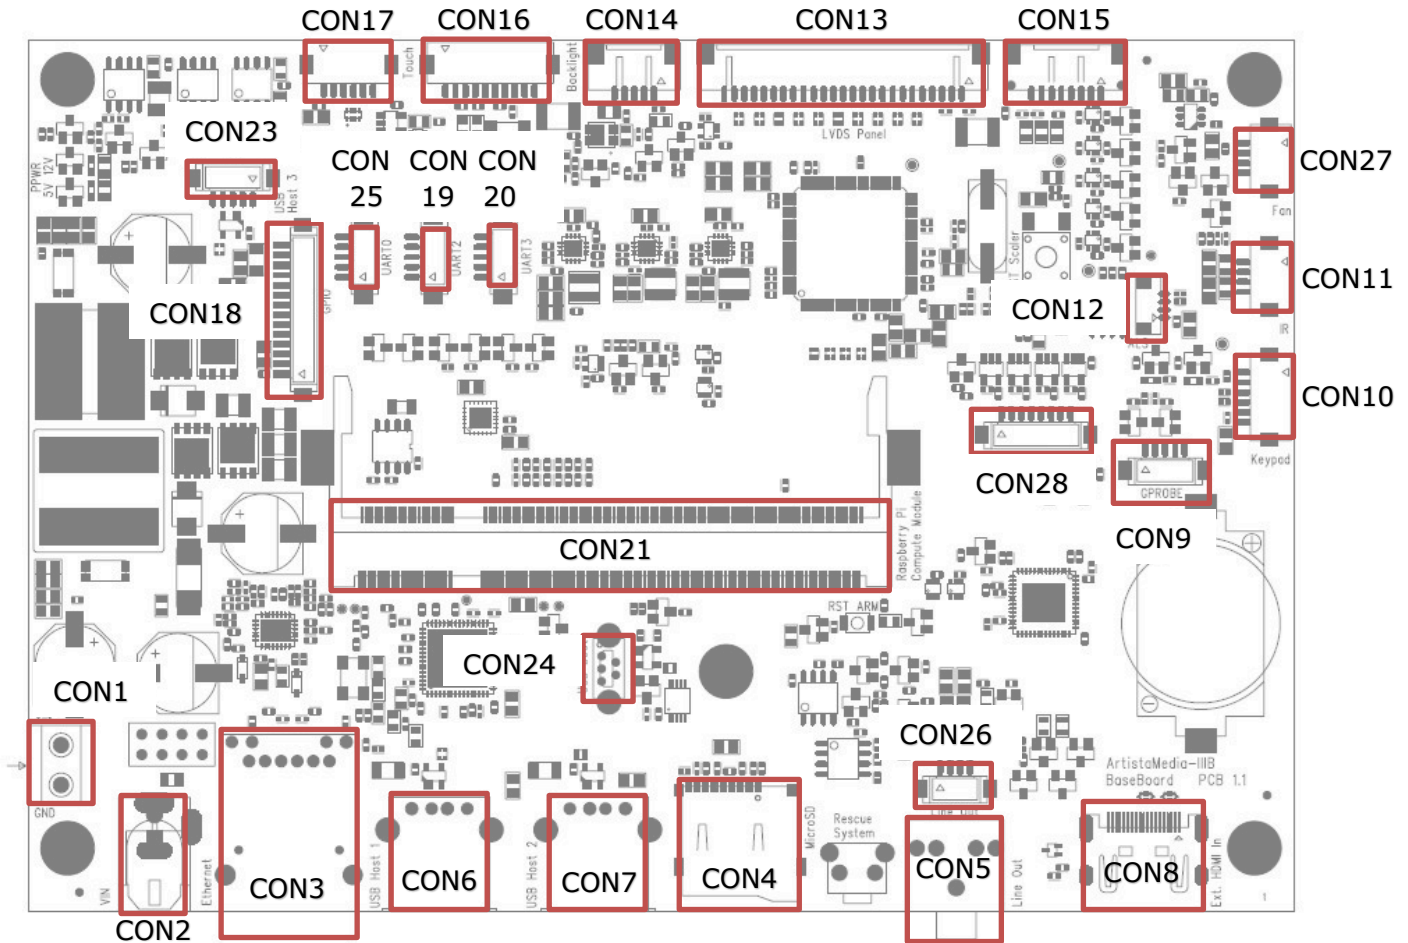 CON17
CON16
CON14
CON13
CON15
Touch
Backlight
LVDS Panel
CON23
CON
25
CON
19
CON
20
CON27
PPWR
5V 12V
USB
Host 3
Fan
UART0
UART2
UART3
CON18
GPIO
CON12
CON11
IR
ALS
CON10
Keypad
CON28
GPROBE
CON9
CON21
Raspberry Pi
Compute Module
RST ARM
CON24
CON1
GND
CON26
ArtistaMedia-IIIB
BaseBoard PCB 1.1
Line Out
MicroSD
Rescue
System
VIN
CON2
Ethernet
CON3
USB Host 1
CON6
USB Host 2
CON7
CON4
CON5
Line Out
CON8
Ext. HDMI In
1